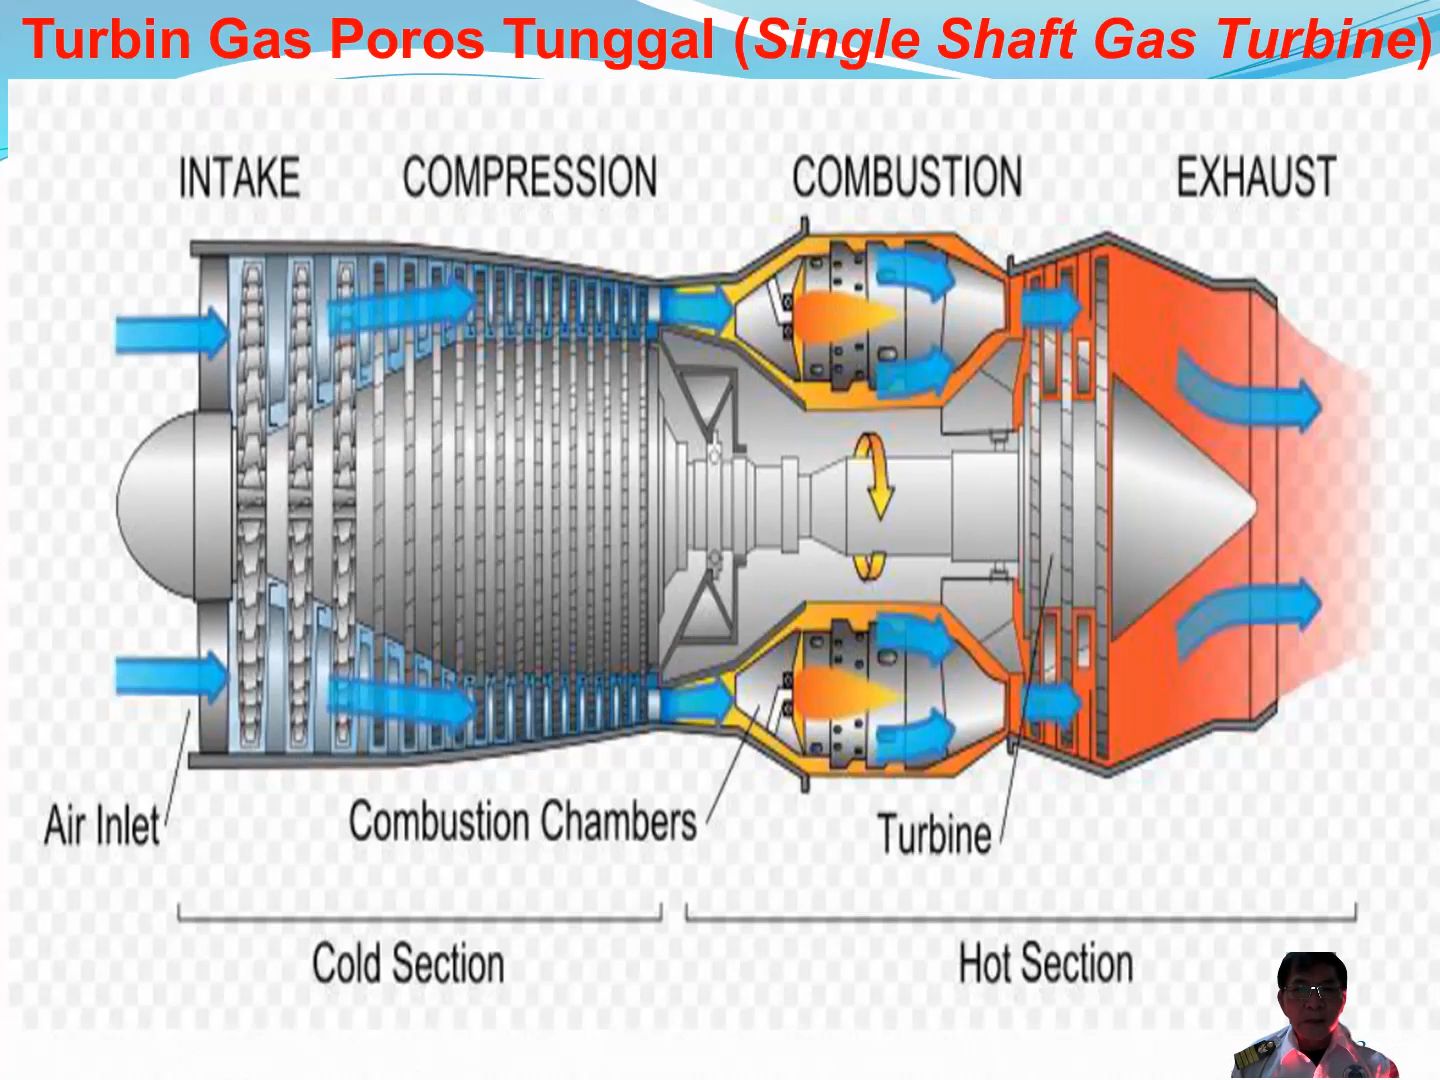 Turbin Gas Poros Tunggal (Single Shaft Gas Turbine)
INTAKE COMPRESSION COMBUSTION EXHAUST
Air Inlet Combustion Chambers Turbine
Cold Section Hot Section